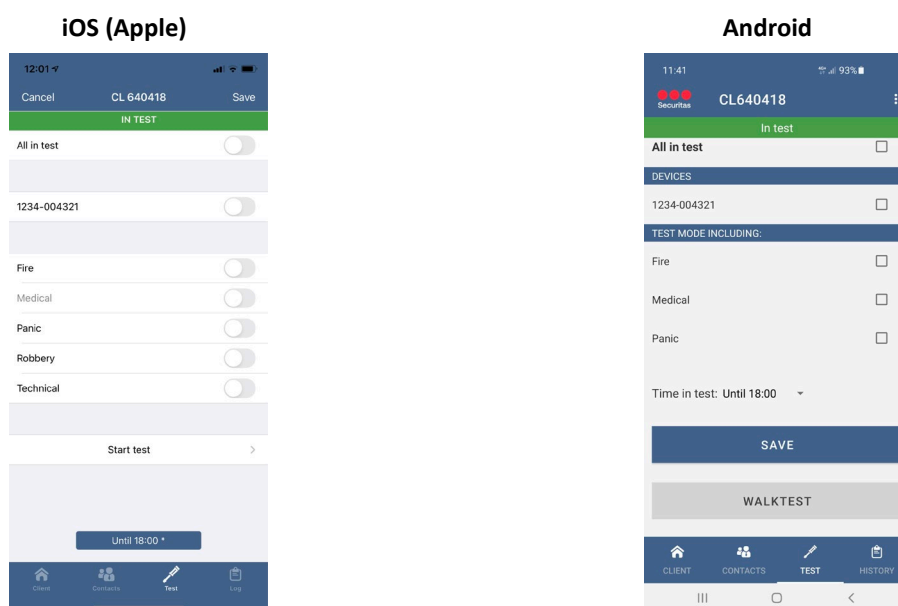 iOS (Apple)
12:01
Cancel CL 640418 Save
IN TEST
All in test
1234-004321
Fire
Medical
Panic
Robbery
Technical
Start test
Until 18:00 *
Client Contacts Test Log
Android
11:41 93%
Securitas CL640418
In test
All in test
DEVICES
1234-004321
TEST MODE INCLUDING:
Fire
Medical
Panic
Time in test: Until 18:00
SAVE
WALKTEST
CLIENT CONTACTS TEST HISTORY